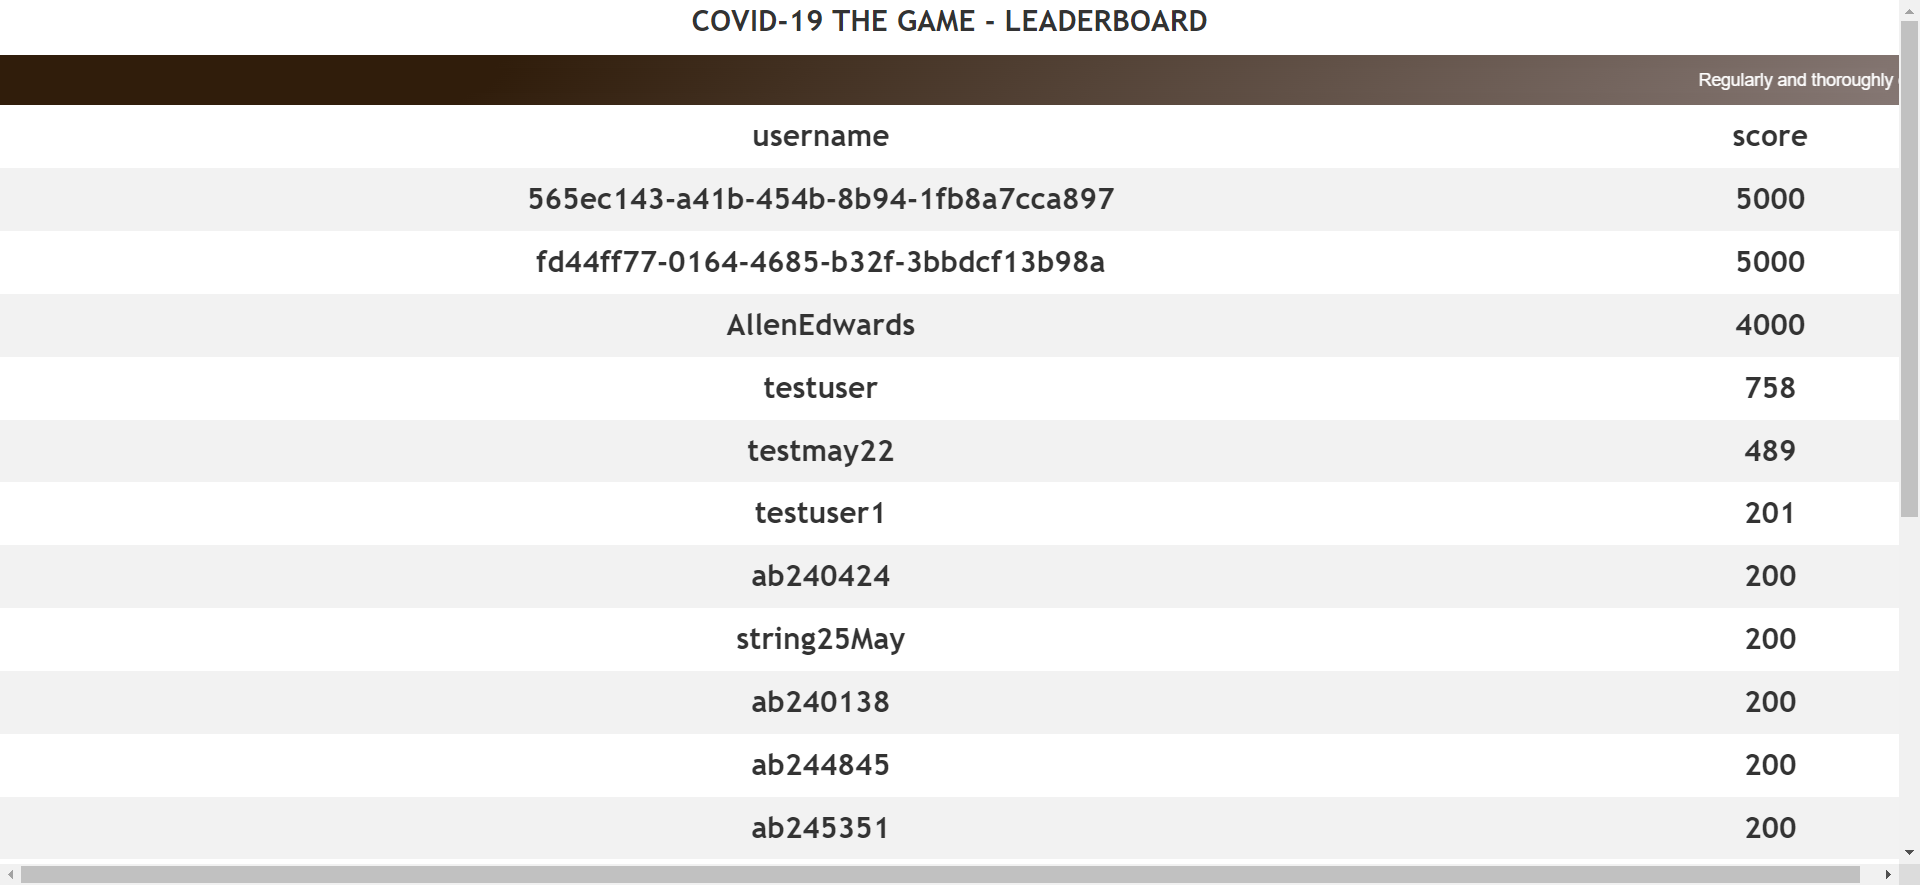 COVID-19 THE GAME - LEADERBOARD
Regularly and thoroughly
username score
565ec143-a41b-454b-8b94-1fb8a7cca897 5000
fd44ff77-0164-4685-b32f-3bbdcf13b98a 5000
AllenEdwards 4000
testuser 758
testmay22 489
testuser1 201
ab240424 200
string25May 200
ab240138 200
ab244845 200
ab245351 200